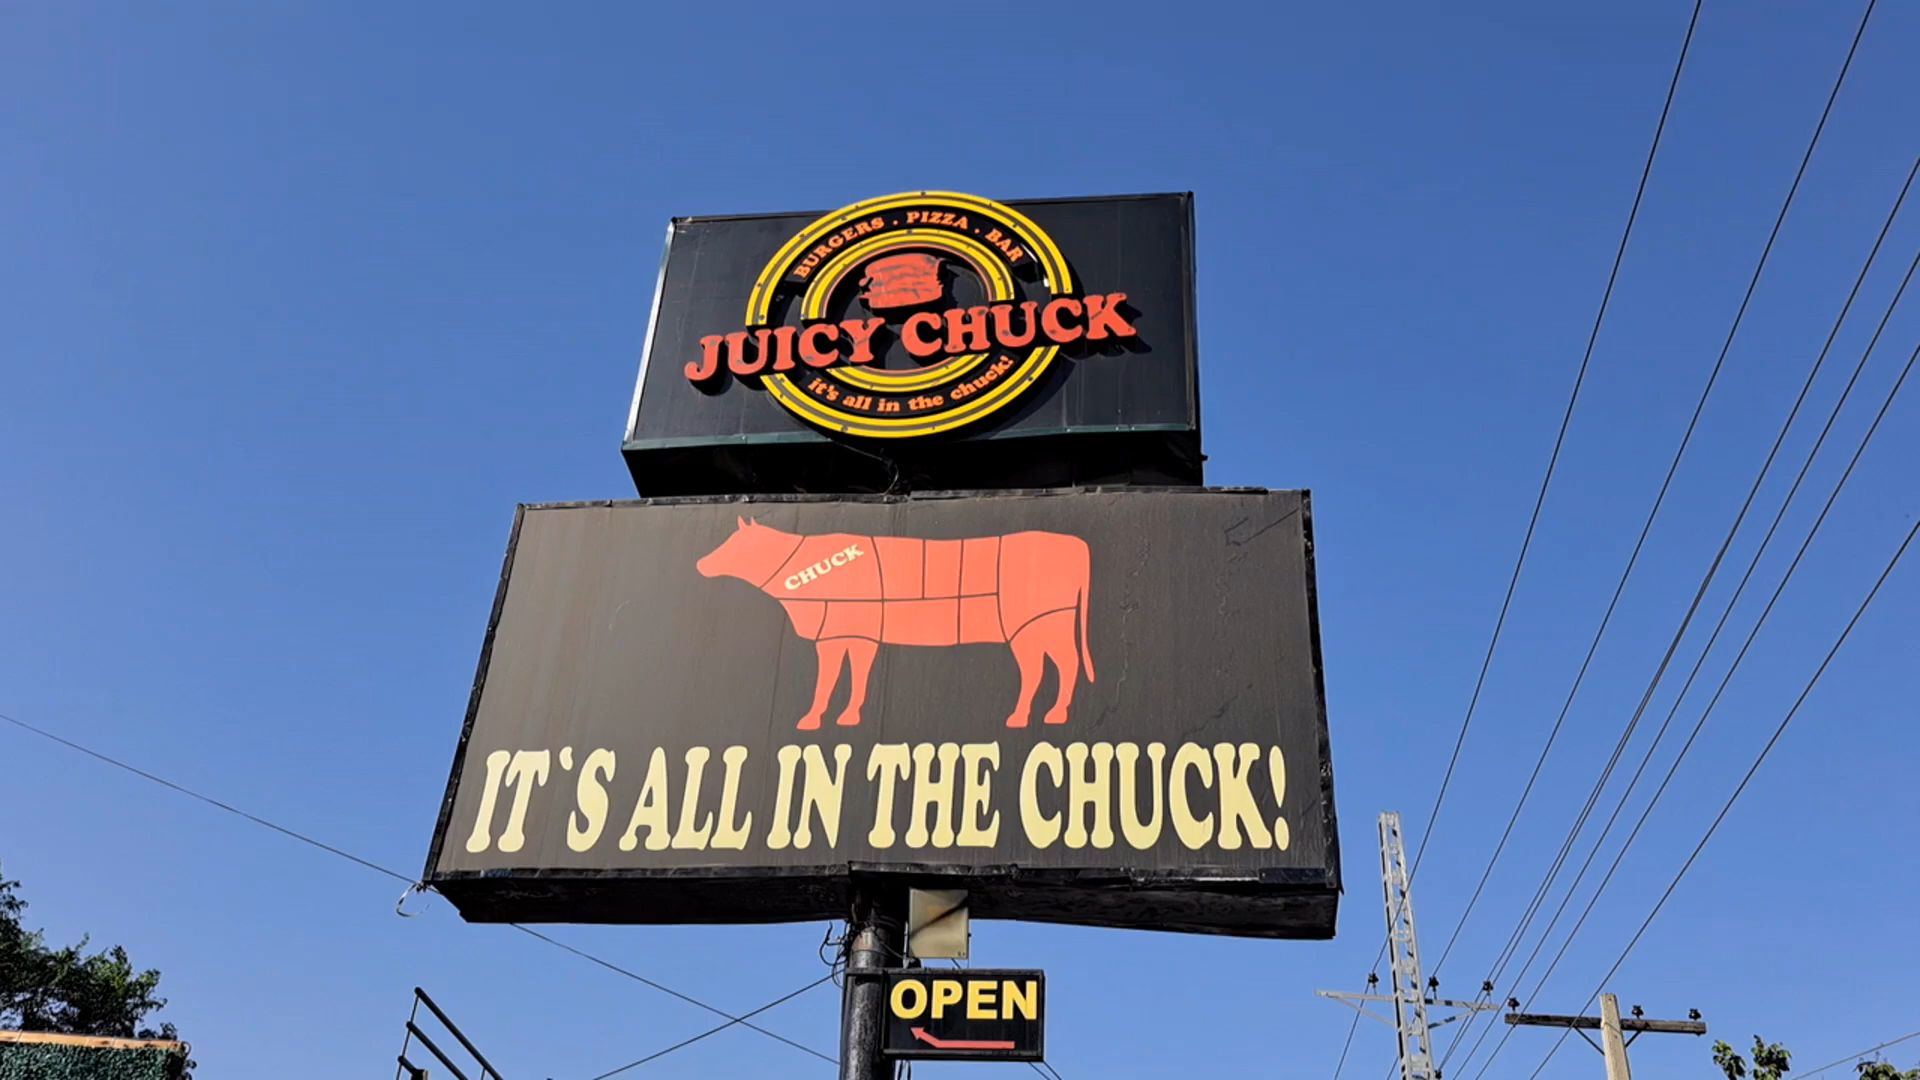 BURGERS . PIZZA . BAR
JUICY CHUCK
it's all in the chuck!
CHUCK
IT‘S ALL IN THE CHUCK!
OPEN